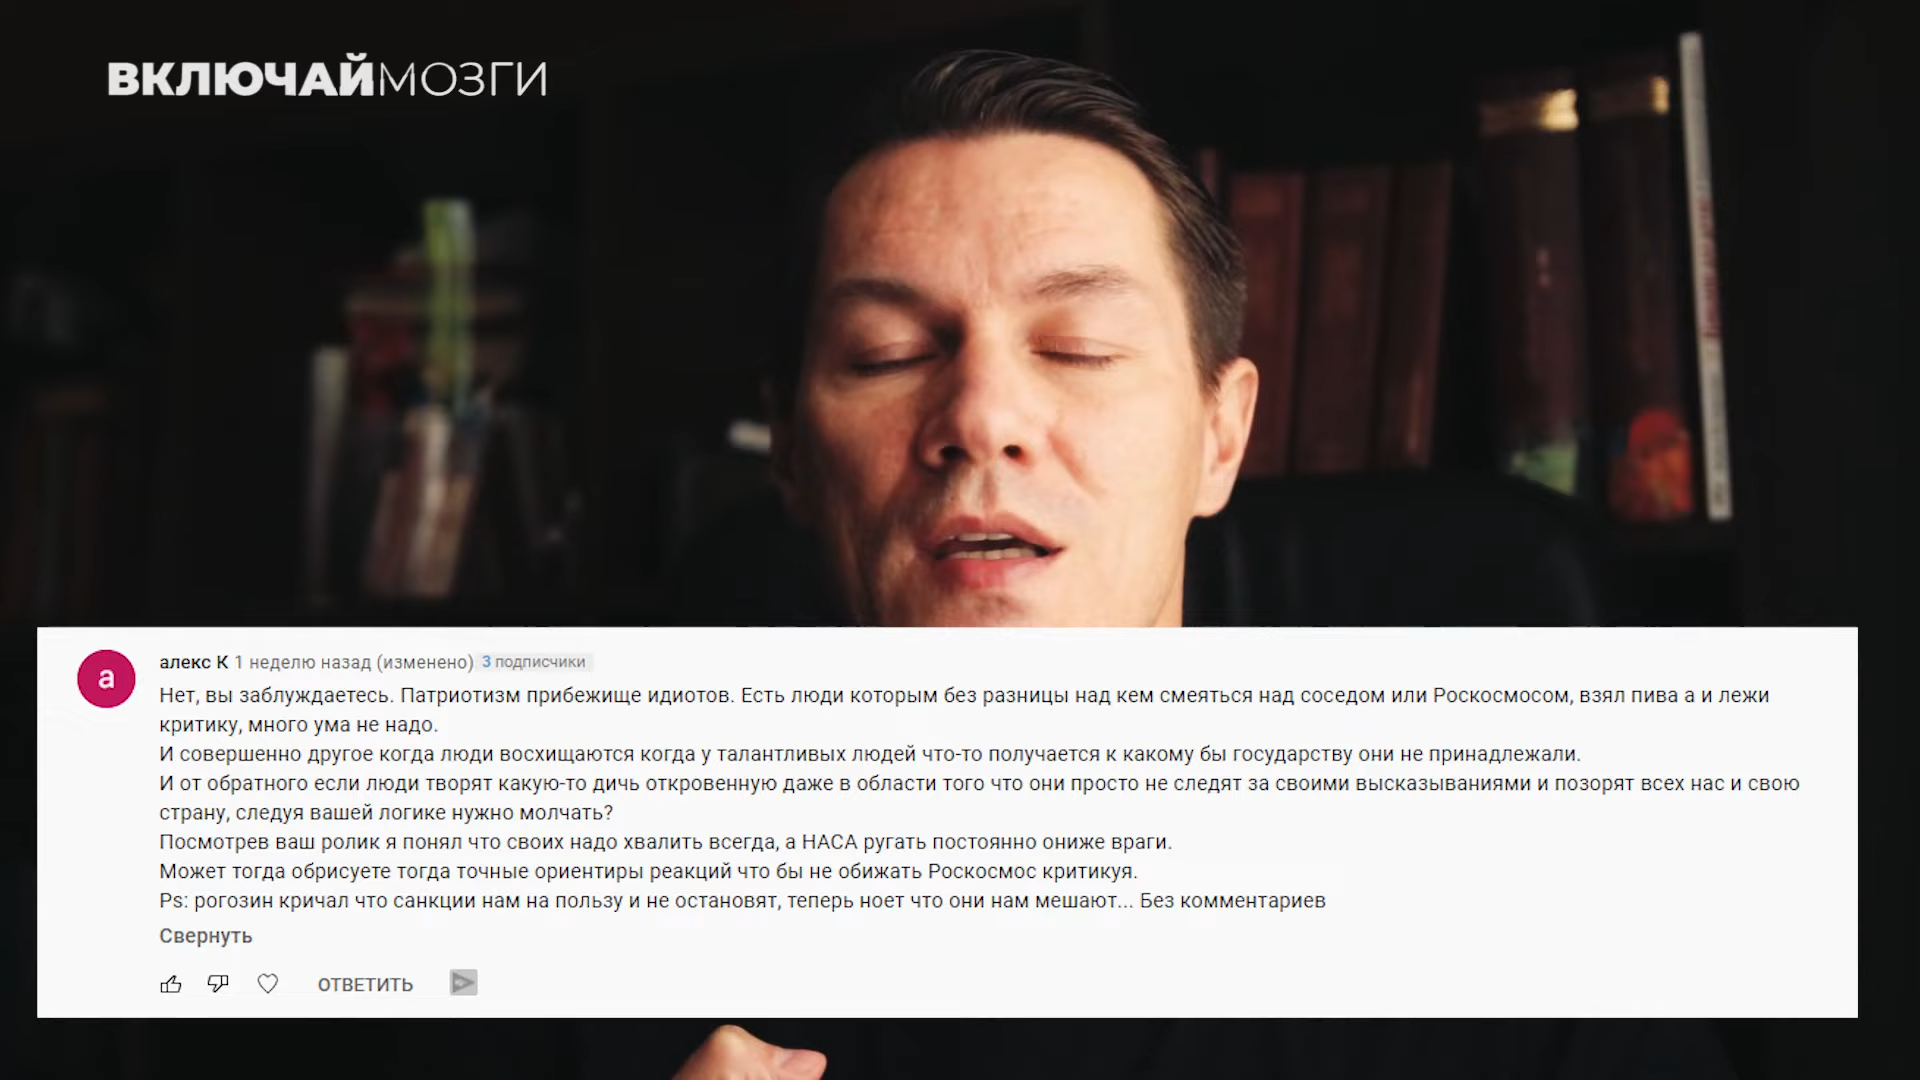 ВКЛЮЧАЙМОЗГИ
а
алекс К 1 неделю назад (изменено) 3 подписчики
Нет, вы заблуждаетесь. Патриотизм прибежище идиотов. Есть люди которым без разницы над кем смеяться над соседом или Роскосмосом, взял пива а и лежи
критику, много ума не надо.
И совершенно другое когда люди восхищаются когда у талантливых людей что-то получается к какому бы государству они не принадлежали.
И от обратного если люди творят какую-то дичь откровенную даже в области того что они просто не следят за своими высказываниями и позорят всех нас и свою
страну, следуя вашей логике нужно молчать?
Посмотрев ваш ролик я понял что своих надо хвалить всегда, а НАСА ругать постоянно ониже враги.
Может тогда обрисуете тогда точные ориентиры реакций что бы не обижать Роскосмос критикуя.
Ps: рогозин кричал что санкции нам на пользу и не остановят, теперь ноет что они нам мешают... Без комментариев
Свернуть
ОТВЕТИТЬ